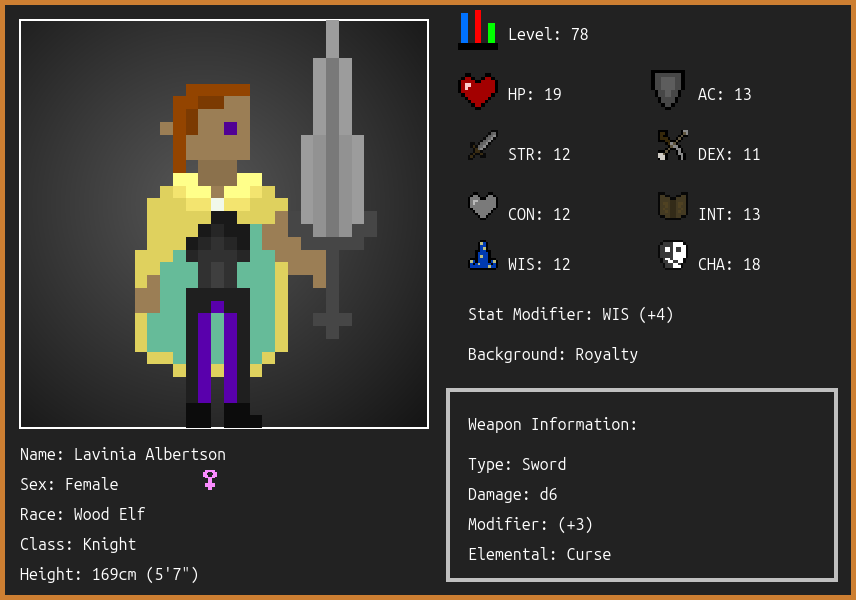 Level: 78
HP: 19
AC: 13
STR: 12
DEX: 11
CON: 12
INT: 13
WIS: 12
CHA: 18
Stat Modifier: WIS (+4)
Background: Royalty
Weapon Information:
Type: Sword
Damage: d6
Modifier: (+3)
Elemental: Curse
Name: Lavinia Albertson
Sex: Female
Race: Wood Elf
Class: Knight
Height: 169cm (5'7")